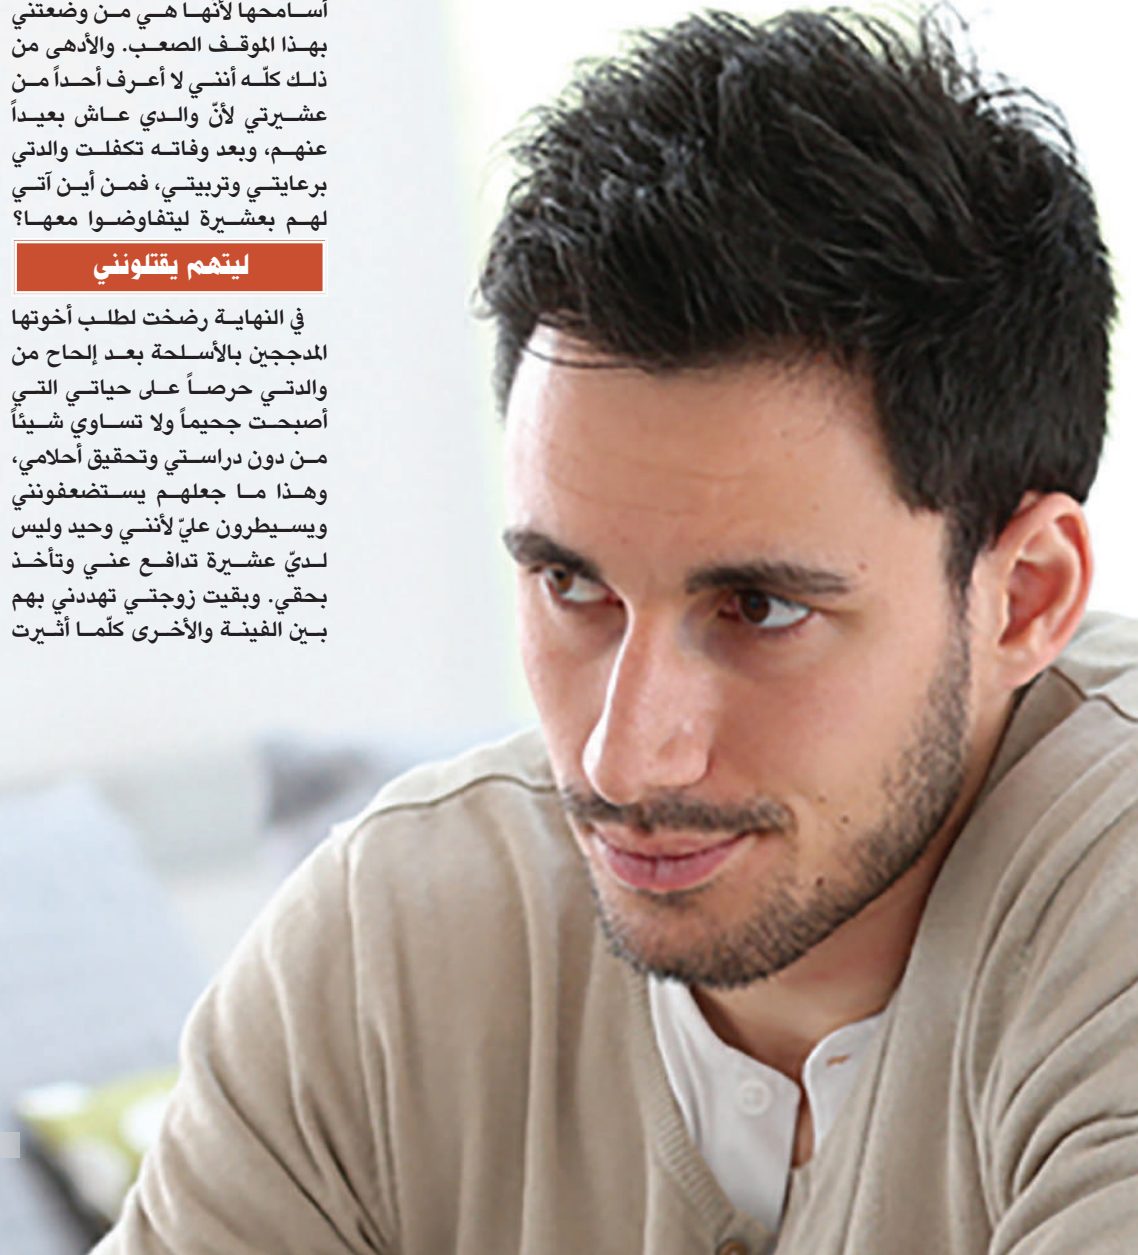 أسامحها لأنها هي من وضعتني
بهذا الموقف الصعب. والأدهى من
ذلك كلّه أنني لا أعرف أحداً من
عشيرتي لأنّ والدي عاش بعيداً
عنهم، وبعد وفاته تكفلت والدتي
برعايتي وتربيتي، فمن أين آتي
لهم بعشيرة ليتفاوضوا معها؟
ليتهم يقتلونني
في النهاية رضخت لطلب أخوتها
المدججين بالأسلحة بعد إلحاح من
والدتي حرصاً على حياتي التي
أصبحت جحيماً ولا تساوي شيئاً
من دون دراستي وتحقيق أحلامي،
وهذا ما جعلهم يستضعفونني
ويسيطرون عليّ لأنني وحيد وليس
لديّ عشيرة تدافع عني وتأخذ
بحقي. وبقيت زوجتي تهددني بهم
بين الفينة والأخرى كلّما أثيرت